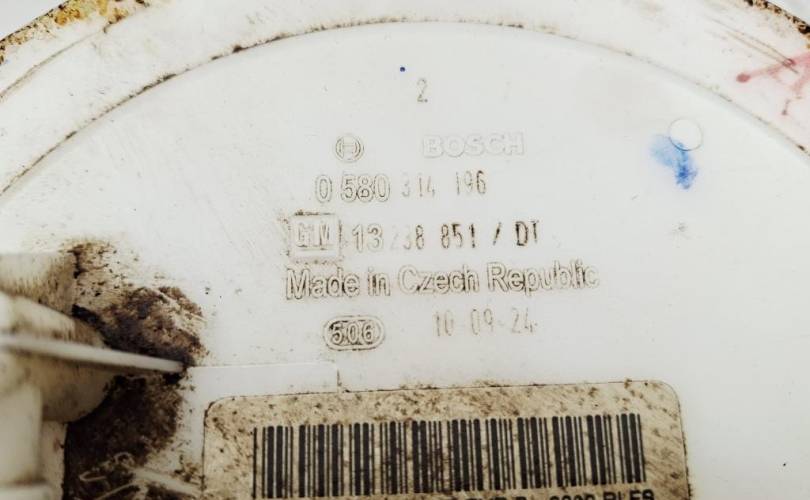 2
BOSCH
0 580 314 196
GM 13 238 851 / DT
Made in Czech Republic
506 10-09-24